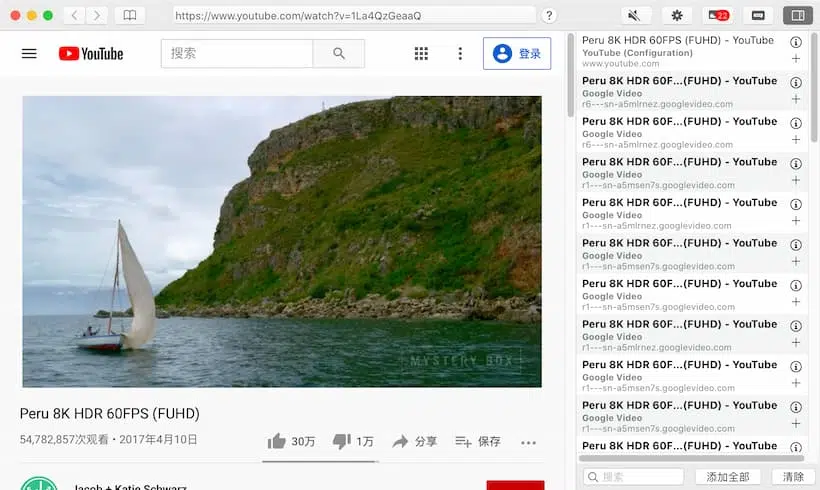 https://www.youtube.com/watch?v=1La4QzGeaaQ
?
22
YouTube
搜索
登录
MYSTERY BOX
Peru 8K HDR 60FPS (FUHD)
54,782,857次观看 • 2017年4月10日
30万
1万
分享
保存
Jacob + Katie Schwarz
Peru 8K HDR 60FPS (FUHD) - YouTube
YouTube (Configuration)
www.youtube.com
Peru 8K HDR 60F...(FUHD) - YouTube
Google Video
r6---sn-a5mlrnez.googlevideo.com
Peru 8K HDR 60F...(FUHD) - YouTube
Google Video
r6---sn-a5mlrnez.googlevideo.com
Peru 8K HDR 60F...(FUHD) - YouTube
Google Video
r1---sn-a5msen7s.googlevideo.com
Peru 8K HDR 60F...(FUHD) - YouTube
Google Video
r1---sn-a5mlrnez.googlevideo.com
Peru 8K HDR 60F...(FUHD) - YouTube
Google Video
r1---sn-a5msen7s.googlevideo.com
Peru 8K HDR 60F...(FUHD) - YouTube
Google Video
r1---sn-a5msen7s.googlevideo.com
Peru 8K HDR 60F...(FUHD) - YouTube
Google Video
r1---sn-a5mlrnez.googlevideo.com
Peru 8K HDR 60F...(FUHD) - YouTube
Google Video
r1---sn-a5msen7s.googlevideo.com
Peru 8K HDR 60F...(FUHD) - YouTube
Google Video
r1---sn-a5msen7s.googlevideo.com
Peru 8K HDR 60F...(FUHD) - YouTube
搜索
添加全部
清除